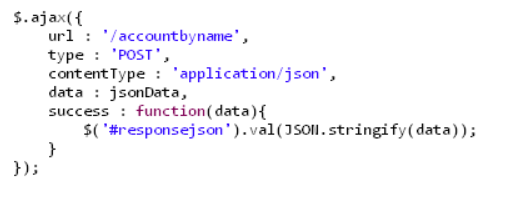 $.ajax({
    url : '/accountbyname',
    type : 'POST',
    contentType : 'application/json',
    data : jsonData,
    success : function(data){
        $('#responsejson').val(JSON.stringify(data));
    }
});